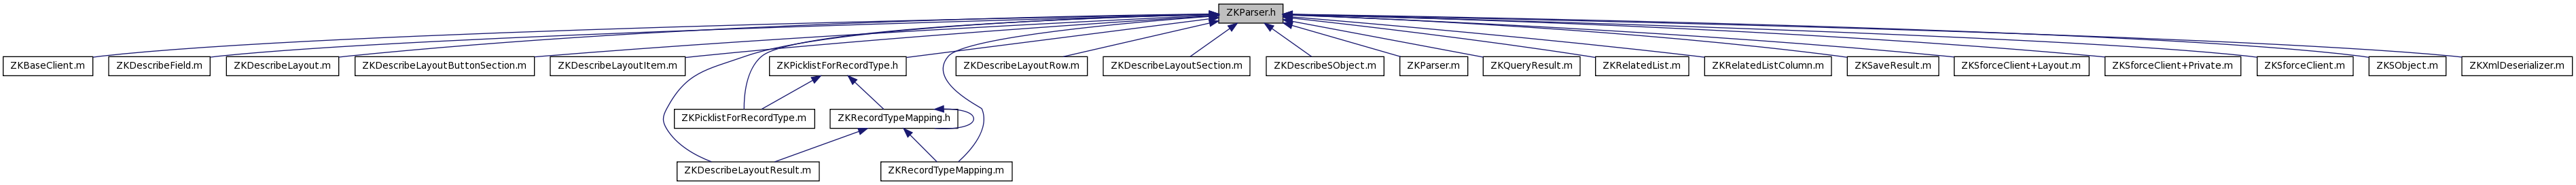 ZKParser.h
ZKBaseClient.m
ZKDescribeField.m
ZKDescribeLayout.m
ZKDescribeLayoutButtonSection.m
ZKDescribeLayoutItem.m
ZKPicklistForRecordType.h
ZKDescribeLayoutRow.m
ZKDescribeLayoutSection.m
ZKDescribeSObject.m
ZKParser.m
ZKQueryResult.m
ZKRelatedList.m
ZKRelatedListColumn.m
ZKSaveResult.m
ZKSforceClient+Layout.m
ZKSforceClient+Private.m
ZKSforceClient.m
ZKSObject.m
ZKXmlDeserializer.m
ZKPicklistForRecordType.m
ZKRecordTypeMapping.h
ZKDescribeLayoutResult.m
ZKRecordTypeMapping.m